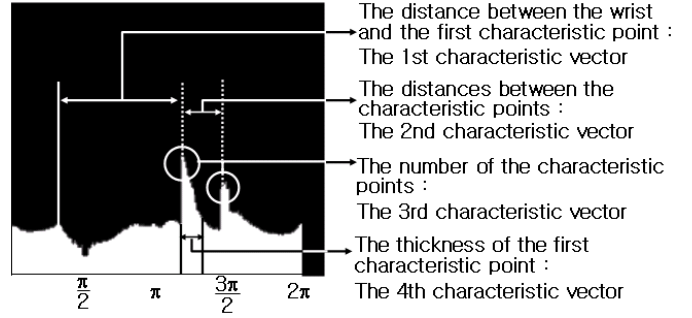 The distance between the wrist
and the first characteristic point :
The 1st characteristic vector
The distances between the
characteristic points :
The 2nd characteristic vector
The number of the characteristic
points :
The 3rd characteristic vector
The thickness of the first
characteristic point :
The 4th characteristic vector
π/2 π 3π/2 2π